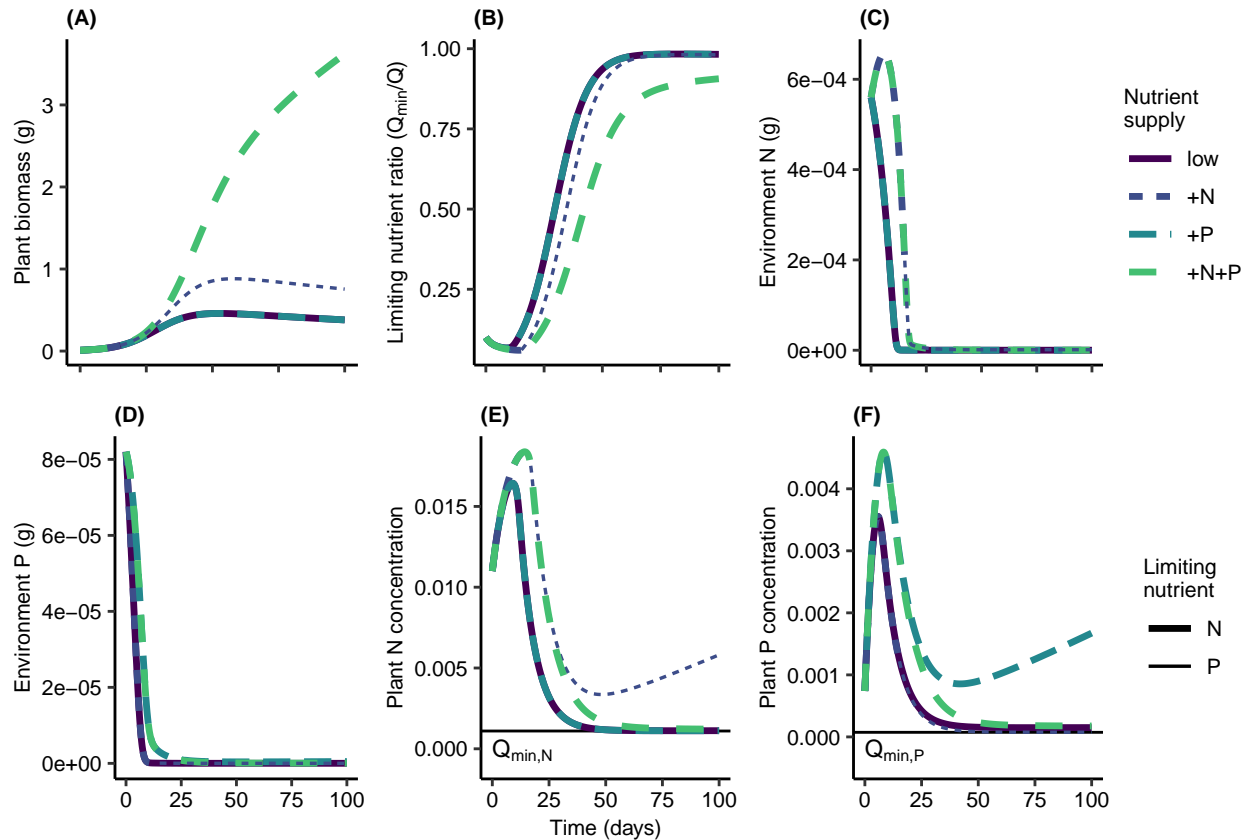 (A)
Plant biomass (g)
3
2
1
0
(B)
Limiting nutrient ratio (Qmin/Q)
1.00
0.75
0.50
0.25
(C)
Environment N (g)
6e−04
4e−04
2e−04
0e+00
Nutrient
supply
low
+N
+P
+N+P
(D)
Environment P (g)
8e−05
6e−05
4e−05
2e−05
0e+00
0 25 50 75 100
(E)
Plant N concentration
0.015
0.010
0.005
0.000
Qmin,N
0 25 50 75 100
Time (days)
(F)
Plant P concentration
0.004
0.003
0.002
0.001
0.000
Qmin,P
0 25 50 75 100
Limiting
nutrient
N
P